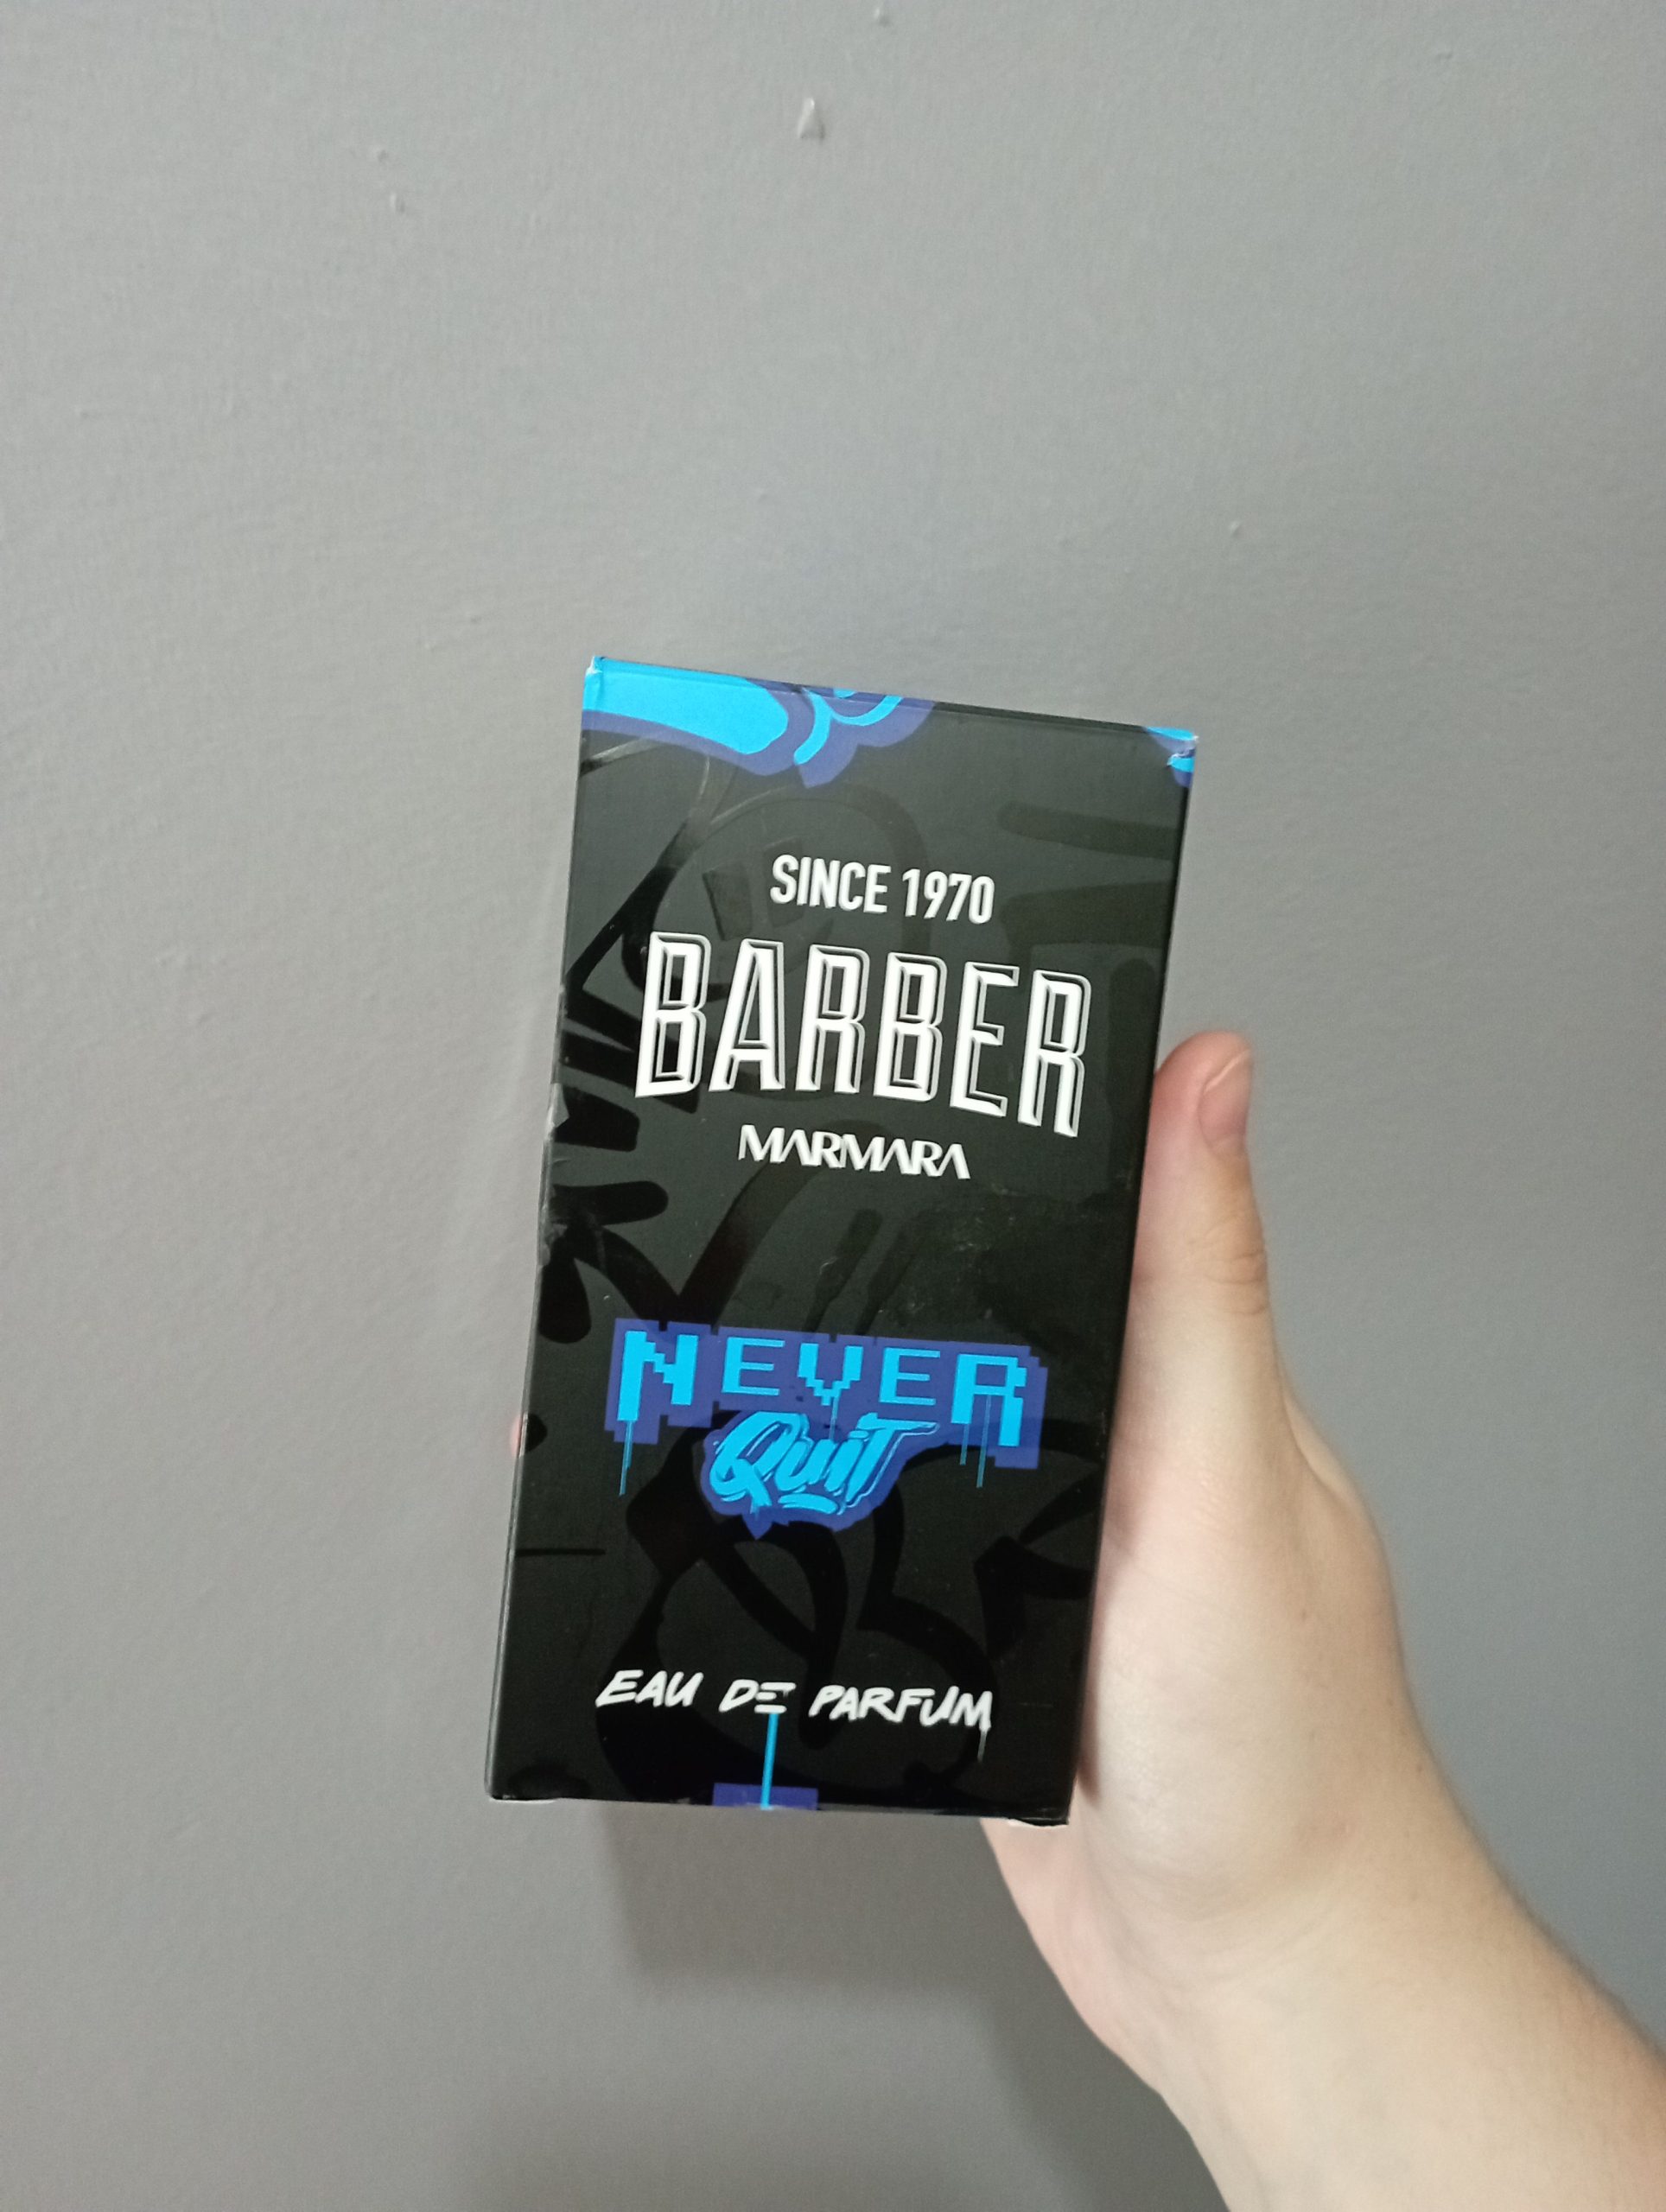 SINCE 1970
BARBER
MARMARA
NEVER
QuiT
EAU DE PARFUM